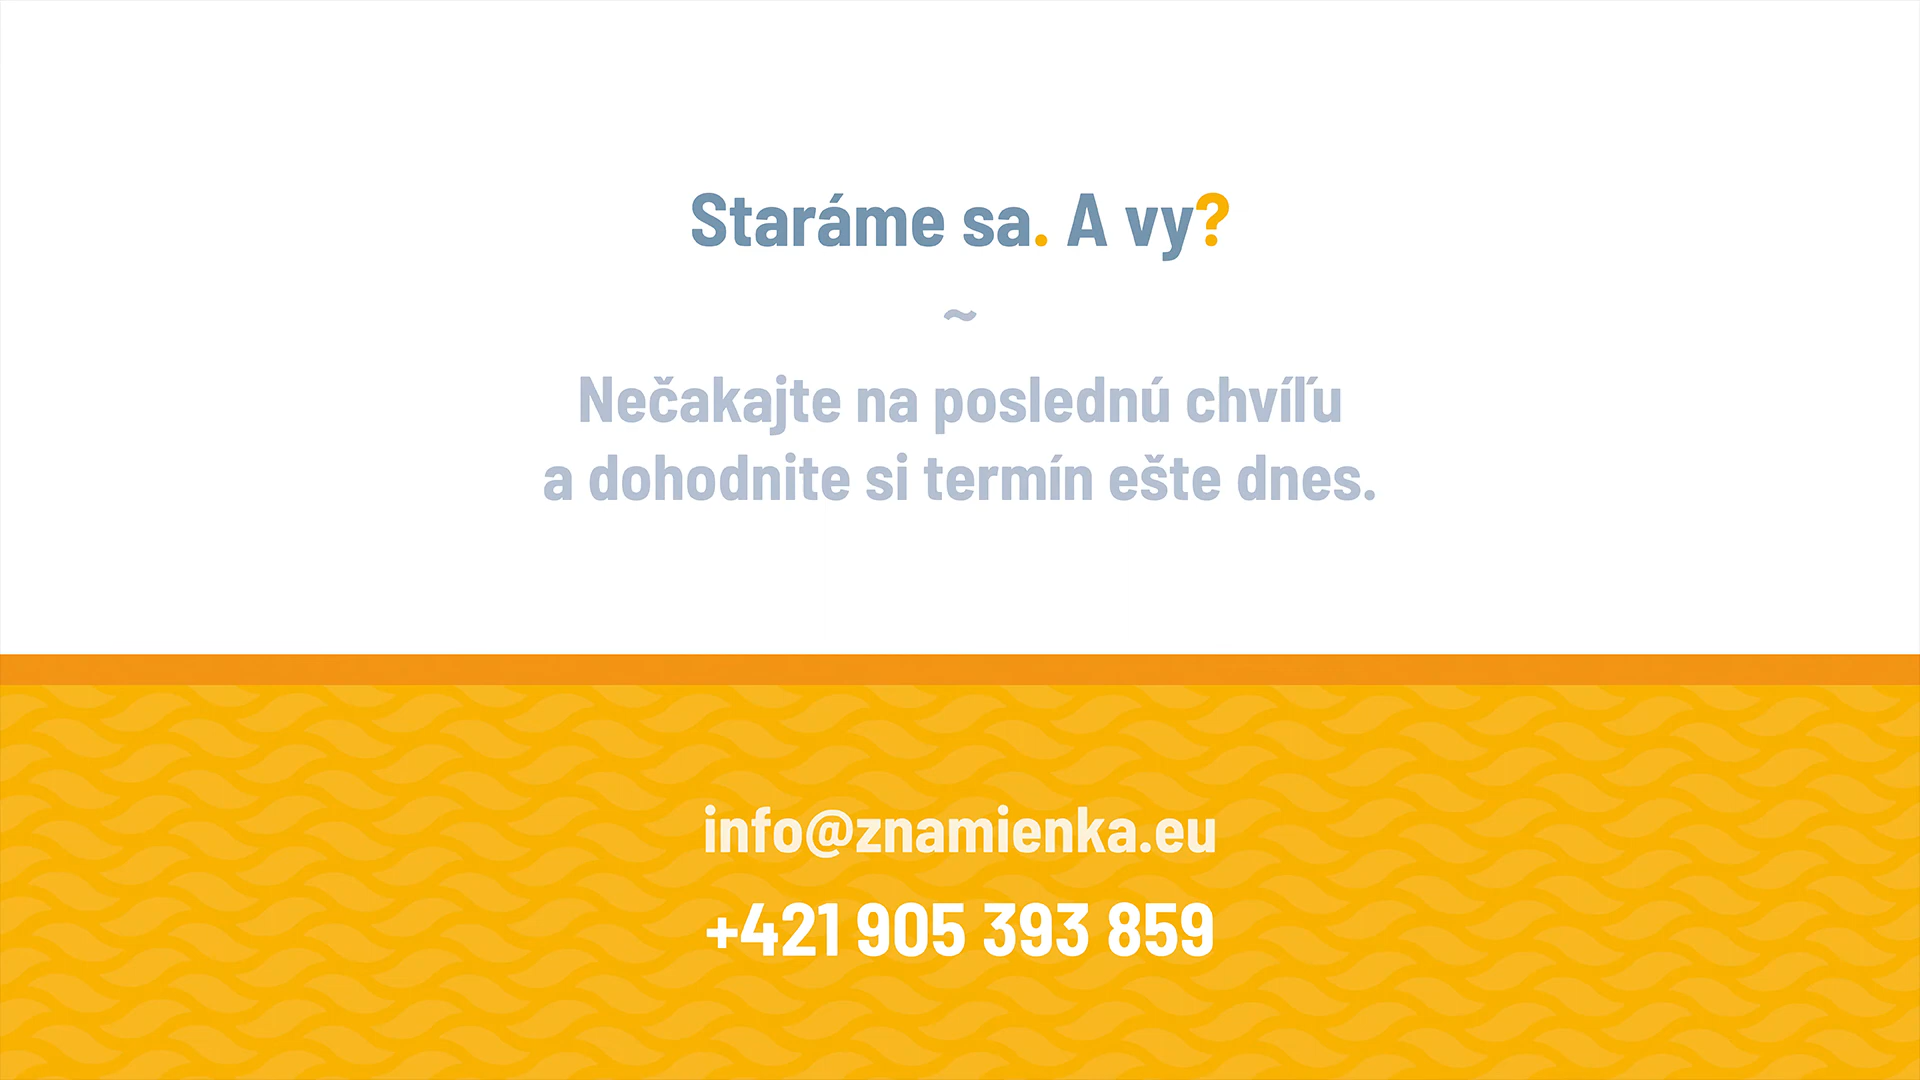 Staráme sa. A vy?
~
Nečakajte na poslednú chvíľu
a dohodnite si termín ešte dnes.
info@znamienka.eu
+421 905 393 859